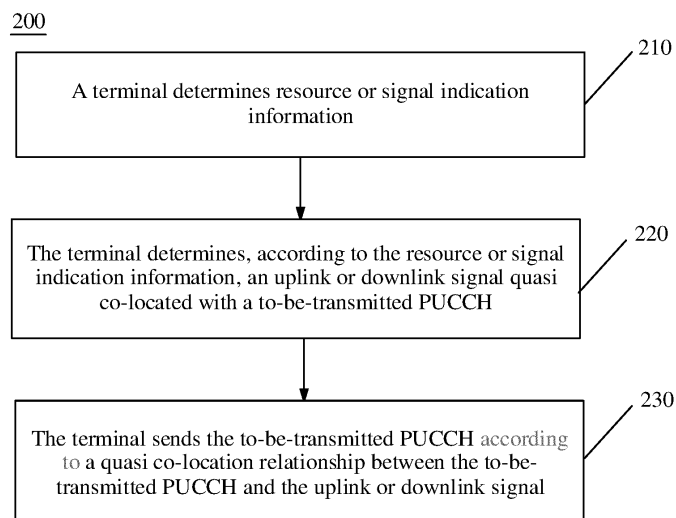 200
210
A terminal determines resource or signal indication
information
220
The terminal determines, according to the resource or signal
indication information, an uplink or downlink signal quasi
co-located with a to-be-transmitted PUCCH
230
The terminal sends the to-be-transmitted PUCCH according
to a quasi co-location relationship between the to-be-
transmitted PUCCH and the uplink or downlink signal